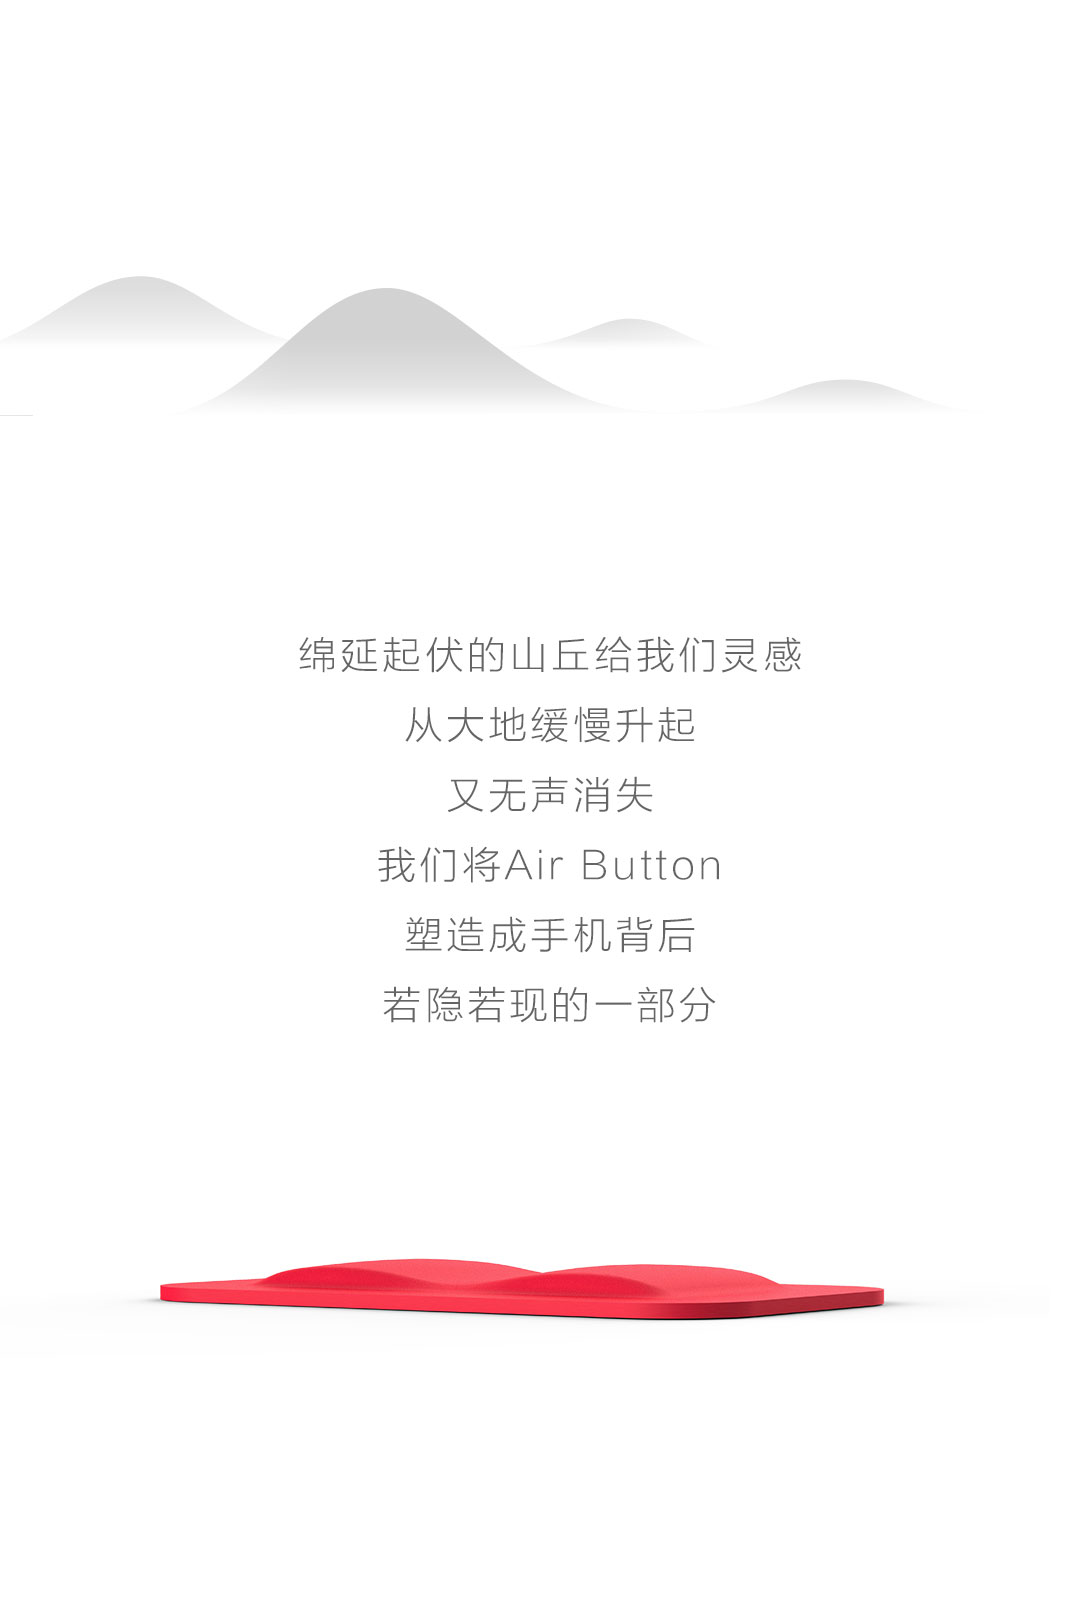 绵延起伏的山丘给我们灵感
从大地缓慢升起
又无声消失
我们将Air Button
塑造成手机背后
若隐若现的一部分